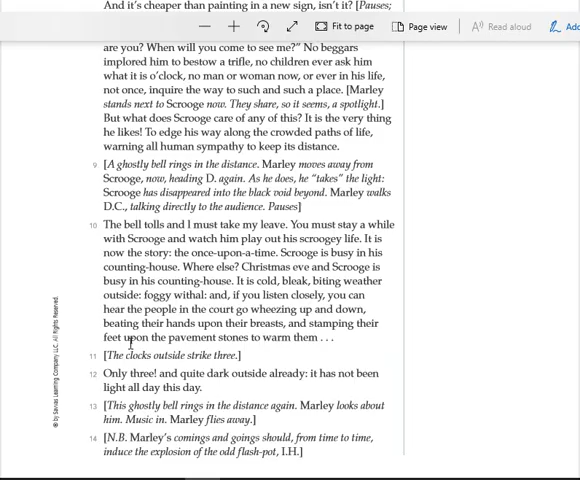 And it's cheaper than painting in a new sign, isn't it? [Pauses;
Fit to page
Page view
Read aloud
are you? When will you come to see me?" No beggars
implored him to bestow a trifle, no children ever ask him
what it is o'clock, no man or woman now, or ever in his life,
not once, inquire the way to such and such a place. [Marley
stands next to Scrooge now. They share, so it seems, a spotlight.]
But what does Scrooge care of any of this? It is the very thing
he likes! To edge his way along the crowded paths of life,
warning all human sympathy to keep its distance.
9 [A ghostly bell rings in the distance. Marley moves away from
Scrooge, now, heading D. again. As he does, he "takes" the light:
Scrooge has disappeared into the black void beyond. Marley walks
D.C., talking directly to the audience. Pauses]
10 The bell tolls and I must take my leave. You must stay a while
with Scrooge and watch him play out his scroogey life. It is
now the story: the once-upon-a-time. Scrooge is busy in his
counting-house. Where else? Christmas eve and Scrooge is
busy in his counting-house. It is cold, bleak, biting weather
outside: foggy withal: and, if you listen closely, you can
hear the people in the court go wheezing up and down,
beating their hands upon their breasts, and stamping their
feet upon the pavement stones to warm them . . .
11 [The clocks outside strike three.]
12 Only three! and quite dark outside already: it has not been
light all day this day.
13 [This ghostly bell rings in the distance again. Marley looks about
him. Music in. Marley flies away.]
14 [N.B. Marley's comings and goings should, from time to time,
induce the explosion of the odd flash-pot, I.H.]
© by Savvas Learning Company LLC. All Rights Reserved.